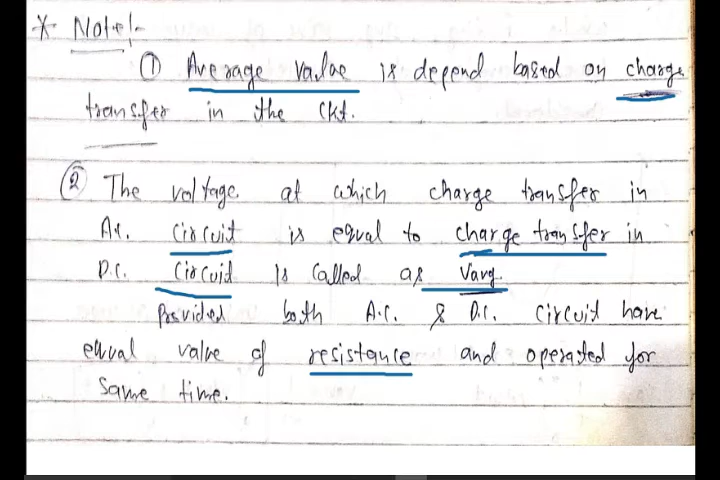 * Note!-
① Average value is depend based on charge
transfer in the Ckt.
② The voltage at which charge transfer in
A.C. Circuit is equal to charge transfer in
D.C. Circuid Is called as Vavg.
Provided both A.C. & D.C. Circuid have
equal value of resistance and operated for
Same time.